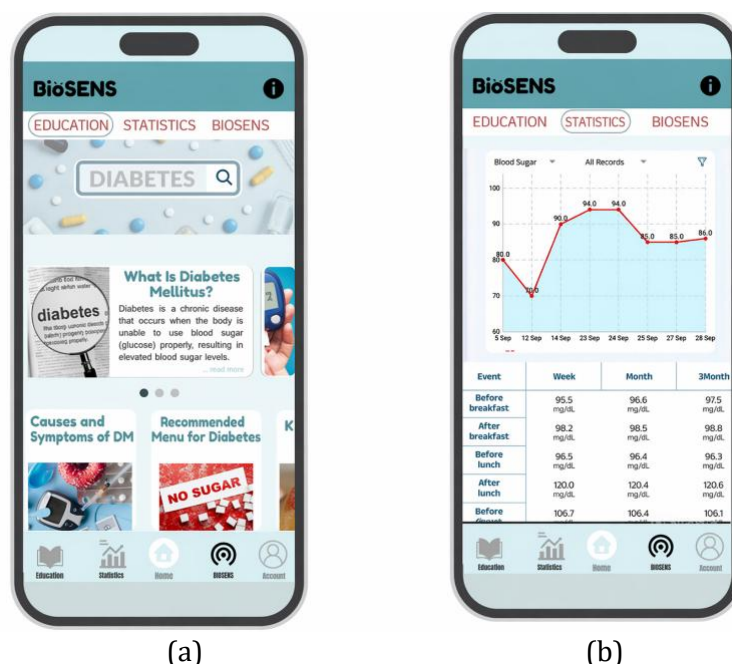 BioSENS
EDUCATION STATISTICS BIOSENS
DIABETES
diabetes
What Is Diabetes
Mellitus?
Diabetes is a chronic disease
that occurs when the body is
unable to use blood sugar
(glucose) properly, resulting in
elevated blood sugar levels.
... read more
Causes and
Symptoms of DM
Recommended
Menu for Diabetes
K
NO SUGAR
Education Statistics Home BIOSENS Account
(a)
BioSENS
EDUCATION STATISTICS BIOSENS
Blood Sugar All Records
100
90
80
70
60
80.0
70.0
90.0
94.0
94.0
85.0
85.0
86.0
5 Sep 12 Sep 14 Sep 23 Sep 24 Sep 25 Sep 27 Sep 28 Sep
Event Week Month 3Month
Before breakfast 95.5 mg/dL 96.6 mg/dL 97.5 mg/dL
After breakfast 98.2 mg/dL 98.5 mg/dL 98.8 mg/dL
Before lunch 96.5 mg/dL 96.4 mg/dL 96.3 mg/dL
After lunch 120.0 mg/dL 120.4 mg/dL 120.6 mg/dL
Before 106.7 106.4 106.1
Education Statistics Home BIOSENS Account
(b)